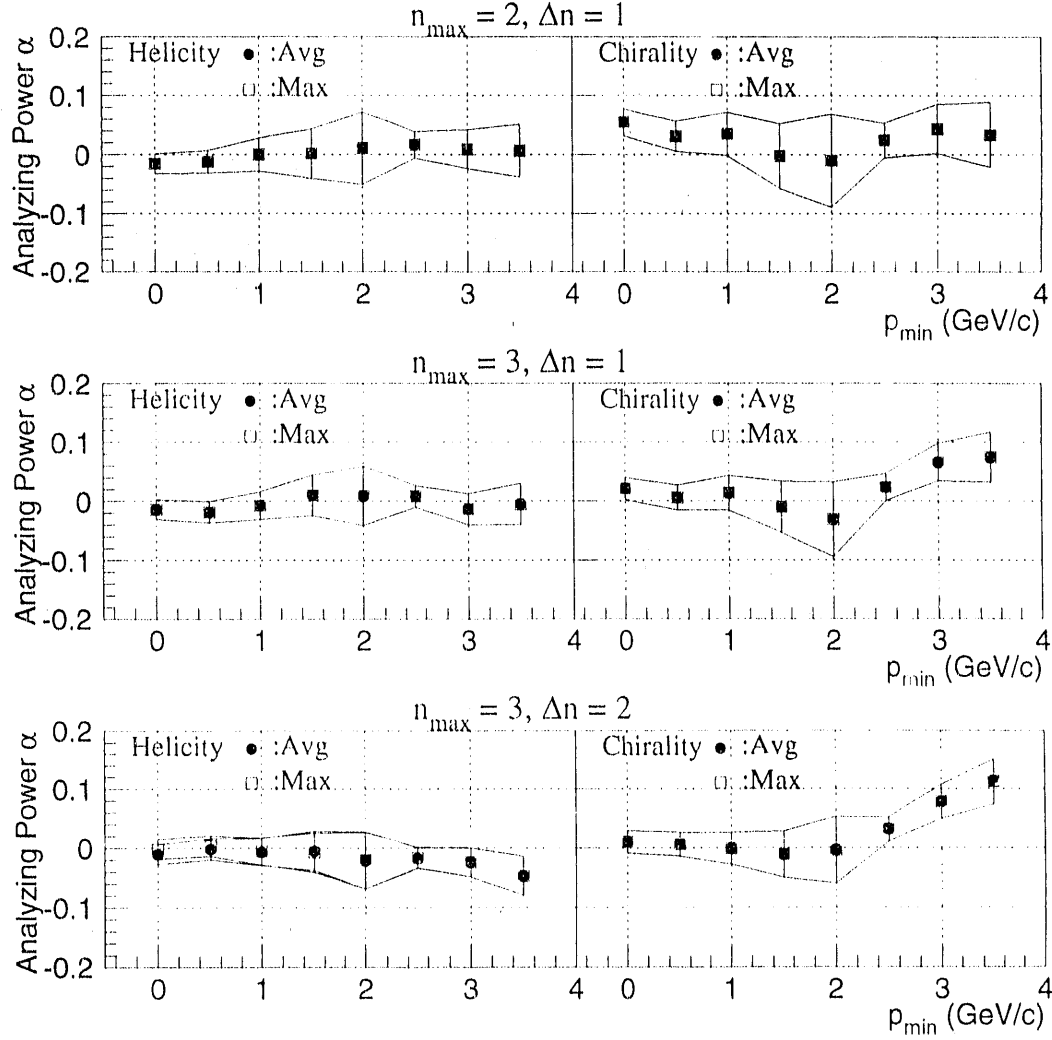 n_max = 2, Δn = 1
Analyzing Power α
0.2
0.1
0
-0.1
-0.2
Helicity ● :Avg
□ :Max
Chirality ● :Avg
□ :Max
0 1 2 3 4 0 1 2 3 4
p_min (GeV/c)
n_max = 3, Δn = 1
Analyzing Power α
0.2
0.1
0
-0.1
-0.2
Helicity ● :Avg
□ :Max
Chirality ● :Avg
□ :Max
0 1 2 3 4 0 1 2 3 4
p_min (GeV/c)
n_max = 3, Δn = 2
Analyzing Power α
0.2
0.1
0
-0.1
-0.2
Helicity ● :Avg
□ :Max
Chirality ● :Avg
□ :Max
0 1 2 3 4 0 1 2 3 4
p_min (GeV/c)